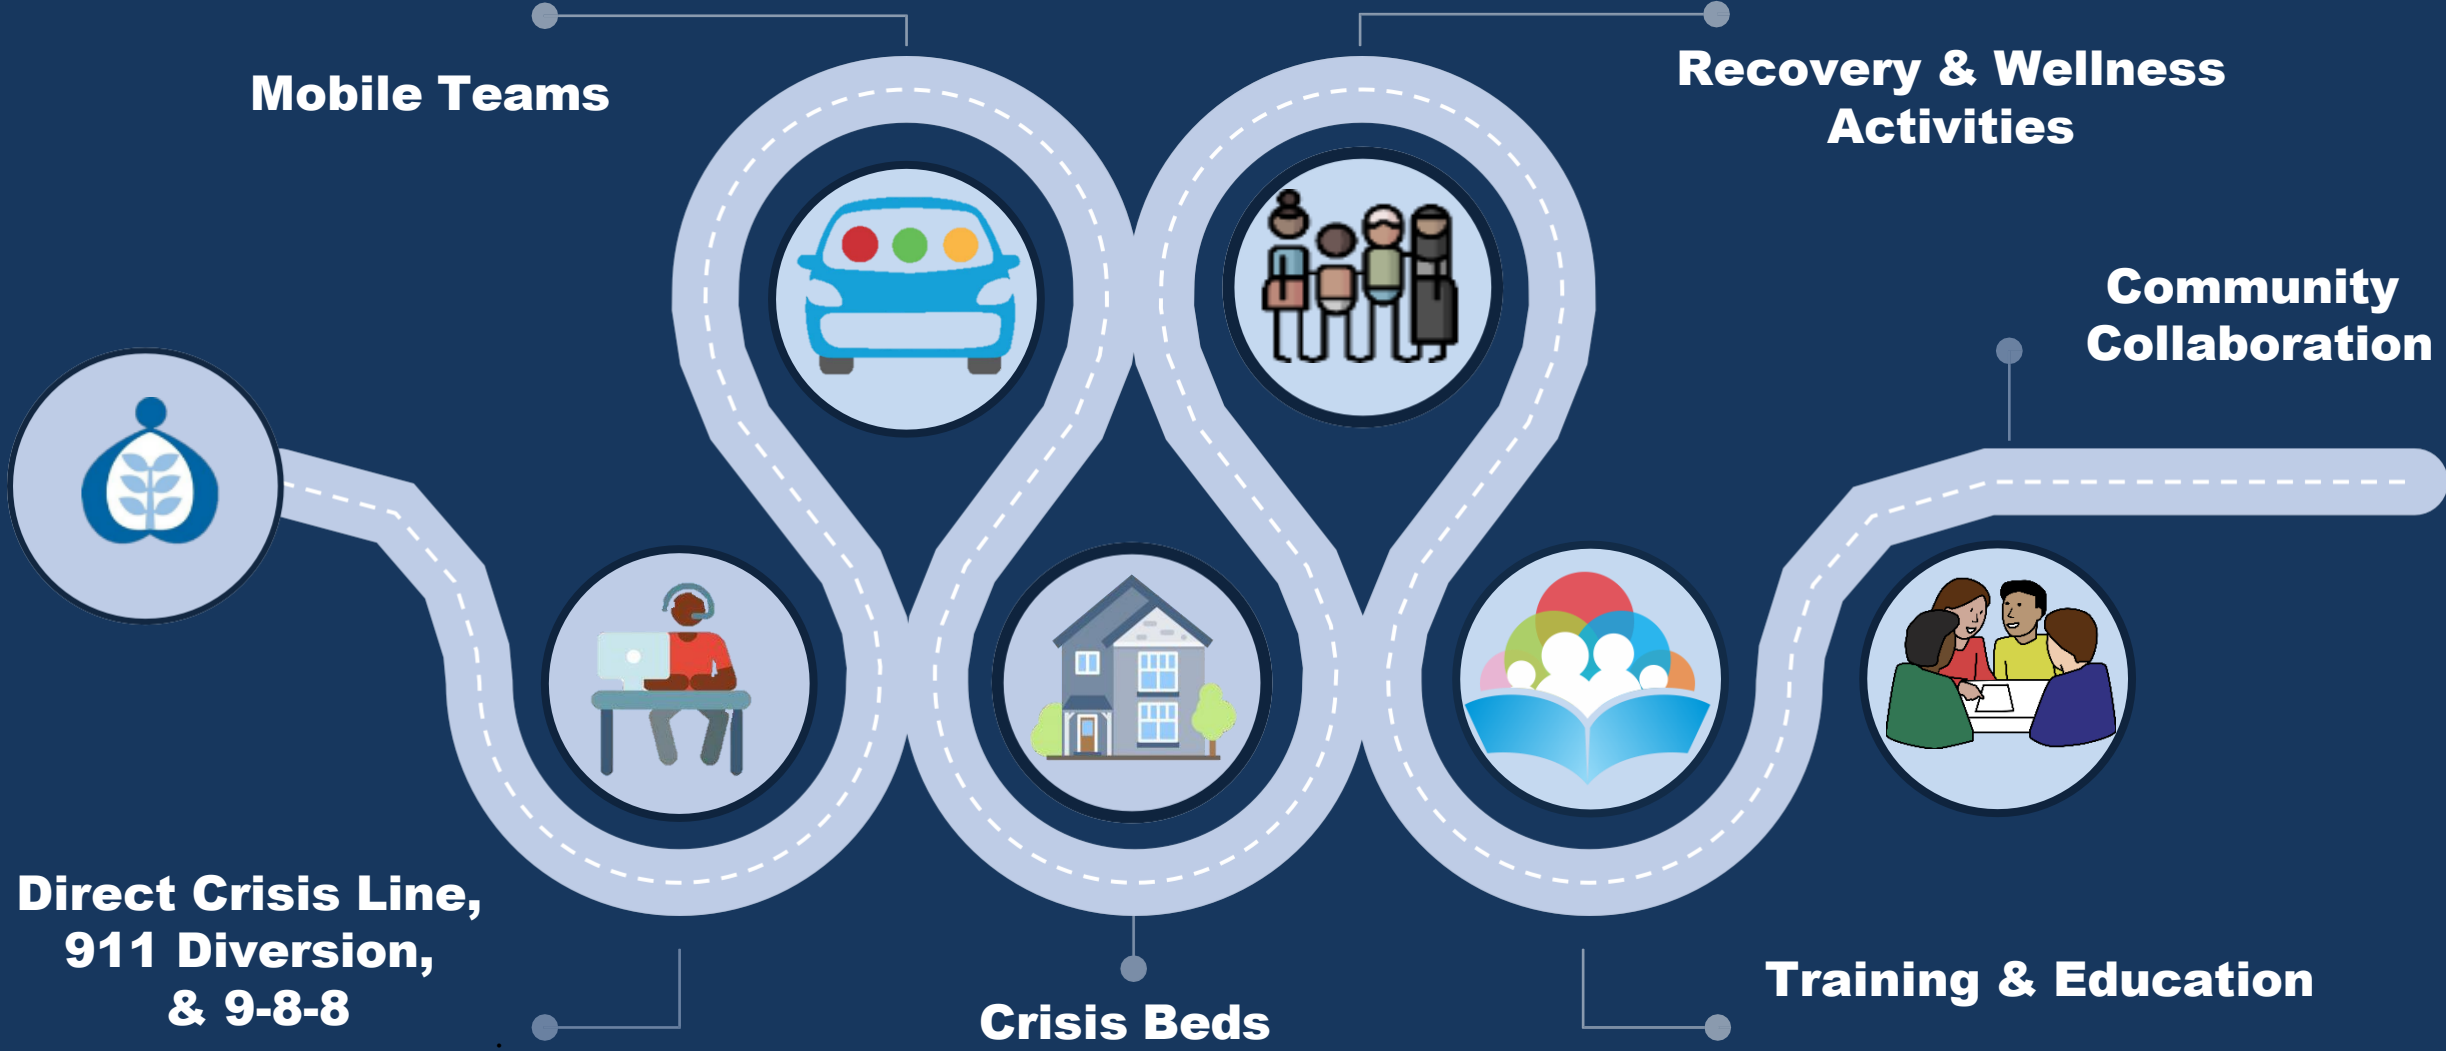 Mobile Teams
Recovery & Wellness
Activities
Community
Collaboration
Direct Crisis Line,
911 Diversion,
& 9-8-8
Crisis Beds
Training & Education